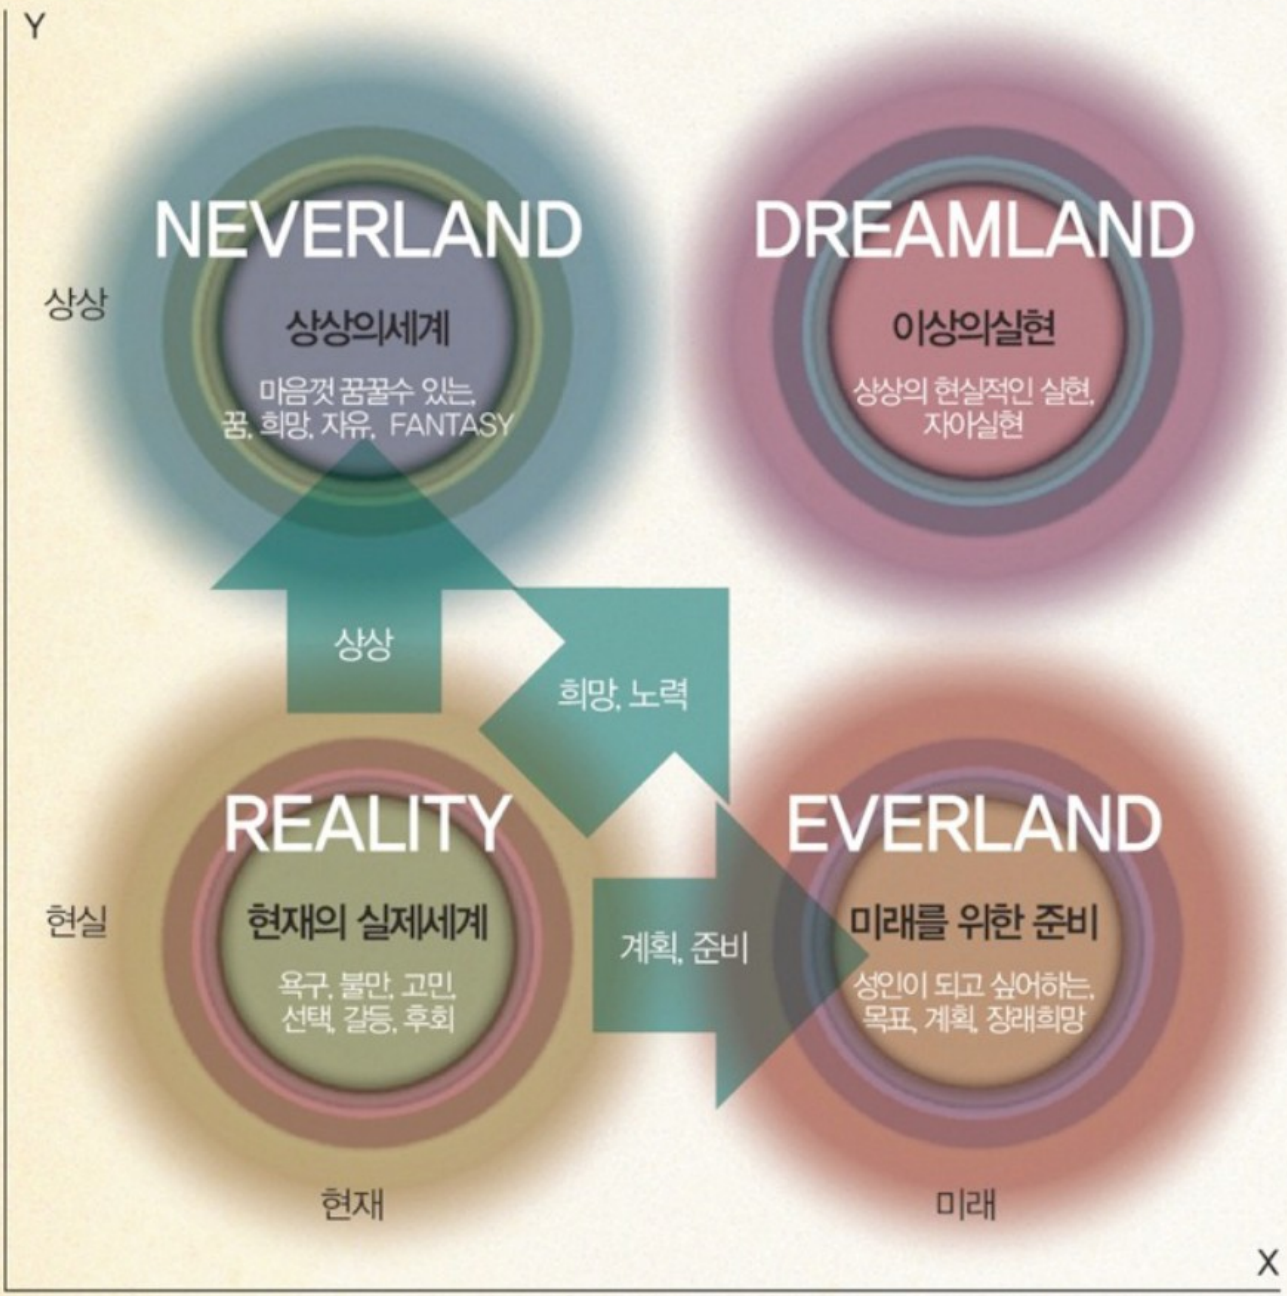 Y
NEVERLAND
상상의세계
마음껏 꿈꿀수 있는,
꿈, 희망, 자유, FANTASY
DREAMLAND
이상의실현
상상의 현실적인 실현,
자아실현
상상
상상
희망, 노력
REALITY
현재의 실제세계
욕구, 불만, 고민,
선택, 갈등, 후회
계획, 준비
EVERLAND
미래를 위한 준비
성인이 되고 싶어하는,
목표, 계획, 장래희망
현실
현재
미래
X